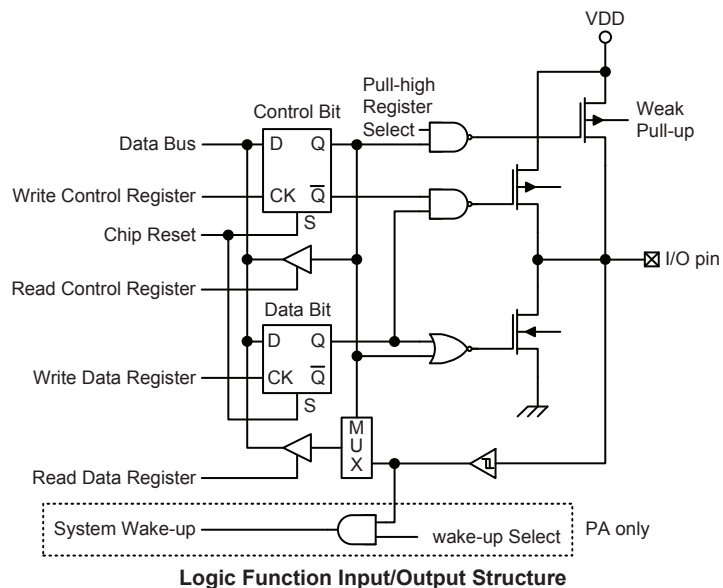 VDD
Pull-high
Register
Select
Weak
Pull-up
Control Bit
Data Bus
D Q
Write Control Register
CK Q
S
Chip Reset
I/O pin
Read Control Register
Data Bit
D Q
Write Data Register
CK Q
S
M
U
X
Read Data Register
System Wake-up
wake-up Select
PA only
Logic Function Input/Output Structure